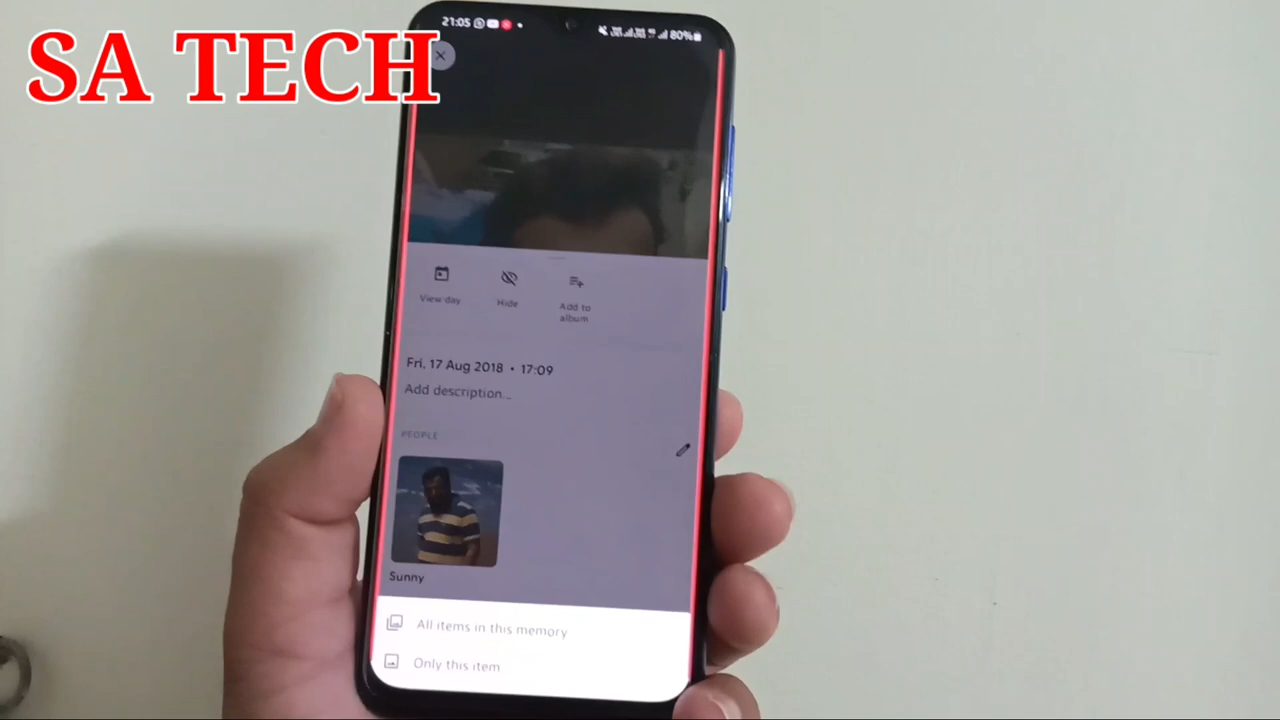 SA TECH
21:05
80%
View day
Hide
Add to
album
Fri, 17 Aug 2018 • 17:09
Add description...
PEOPLE
Sunny
All items in this memory
Only this item